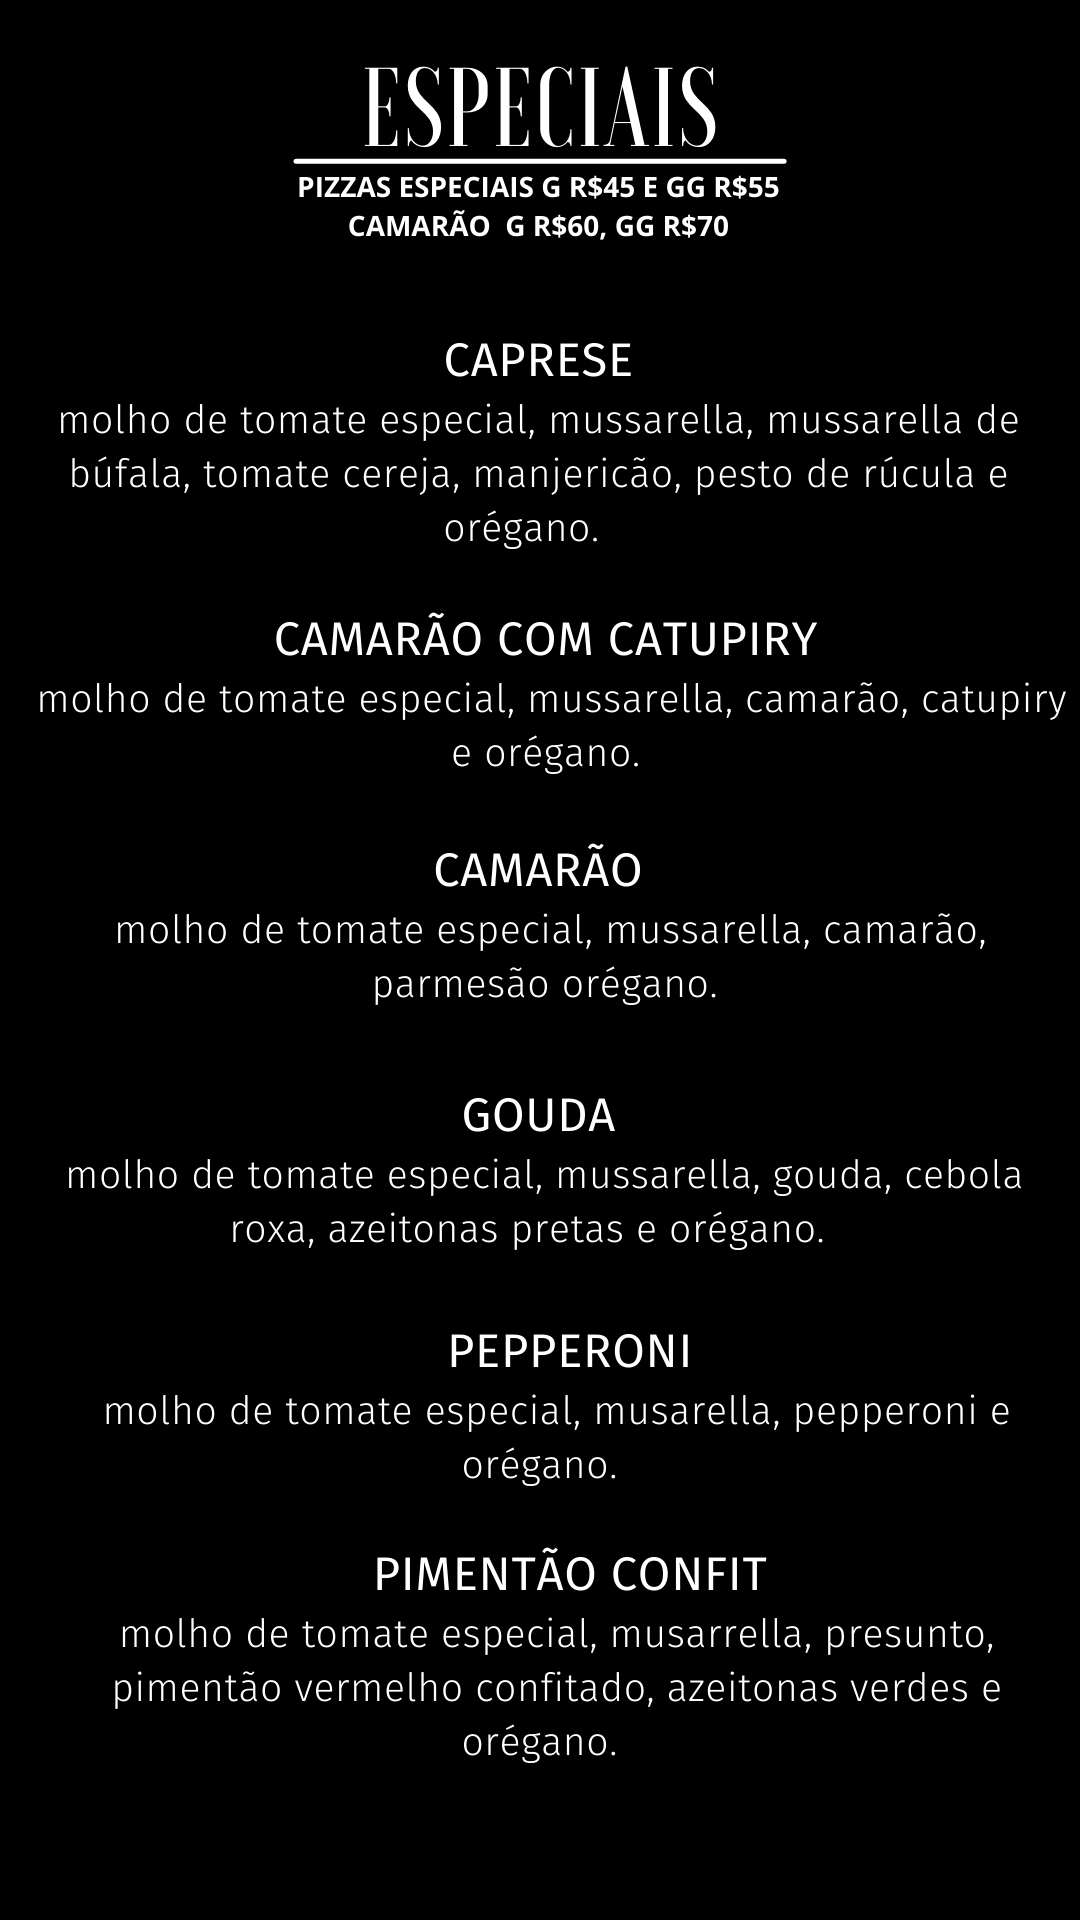 ESPECIAIS
PIZZAS ESPECIAIS G R$45 E GG R$55
CAMARÃO G R$60, GG R$70
CAPRESE
molho de tomate especial, mussarella, mussarella de
búfala, tomate cereja, manjericão, pesto de rúcula e
orégano.
CAMARÃO COM CATUPIRY
molho de tomate especial, mussarella, camarão, catupiry
e orégano.
CAMARÃO
molho de tomate especial, mussarella, camarão,
parmesão orégano.
GOUDA
molho de tomate especial, mussarella, gouda, cebola
roxa, azeitonas pretas e orégano.
PEPPERONI
molho de tomate especial, musarella, pepperoni e
orégano.
PIMENTÃO CONFIT
molho de tomate especial, musarrella, presunto,
pimentão vermelho confitado, azeitonas verdes e
orégano.